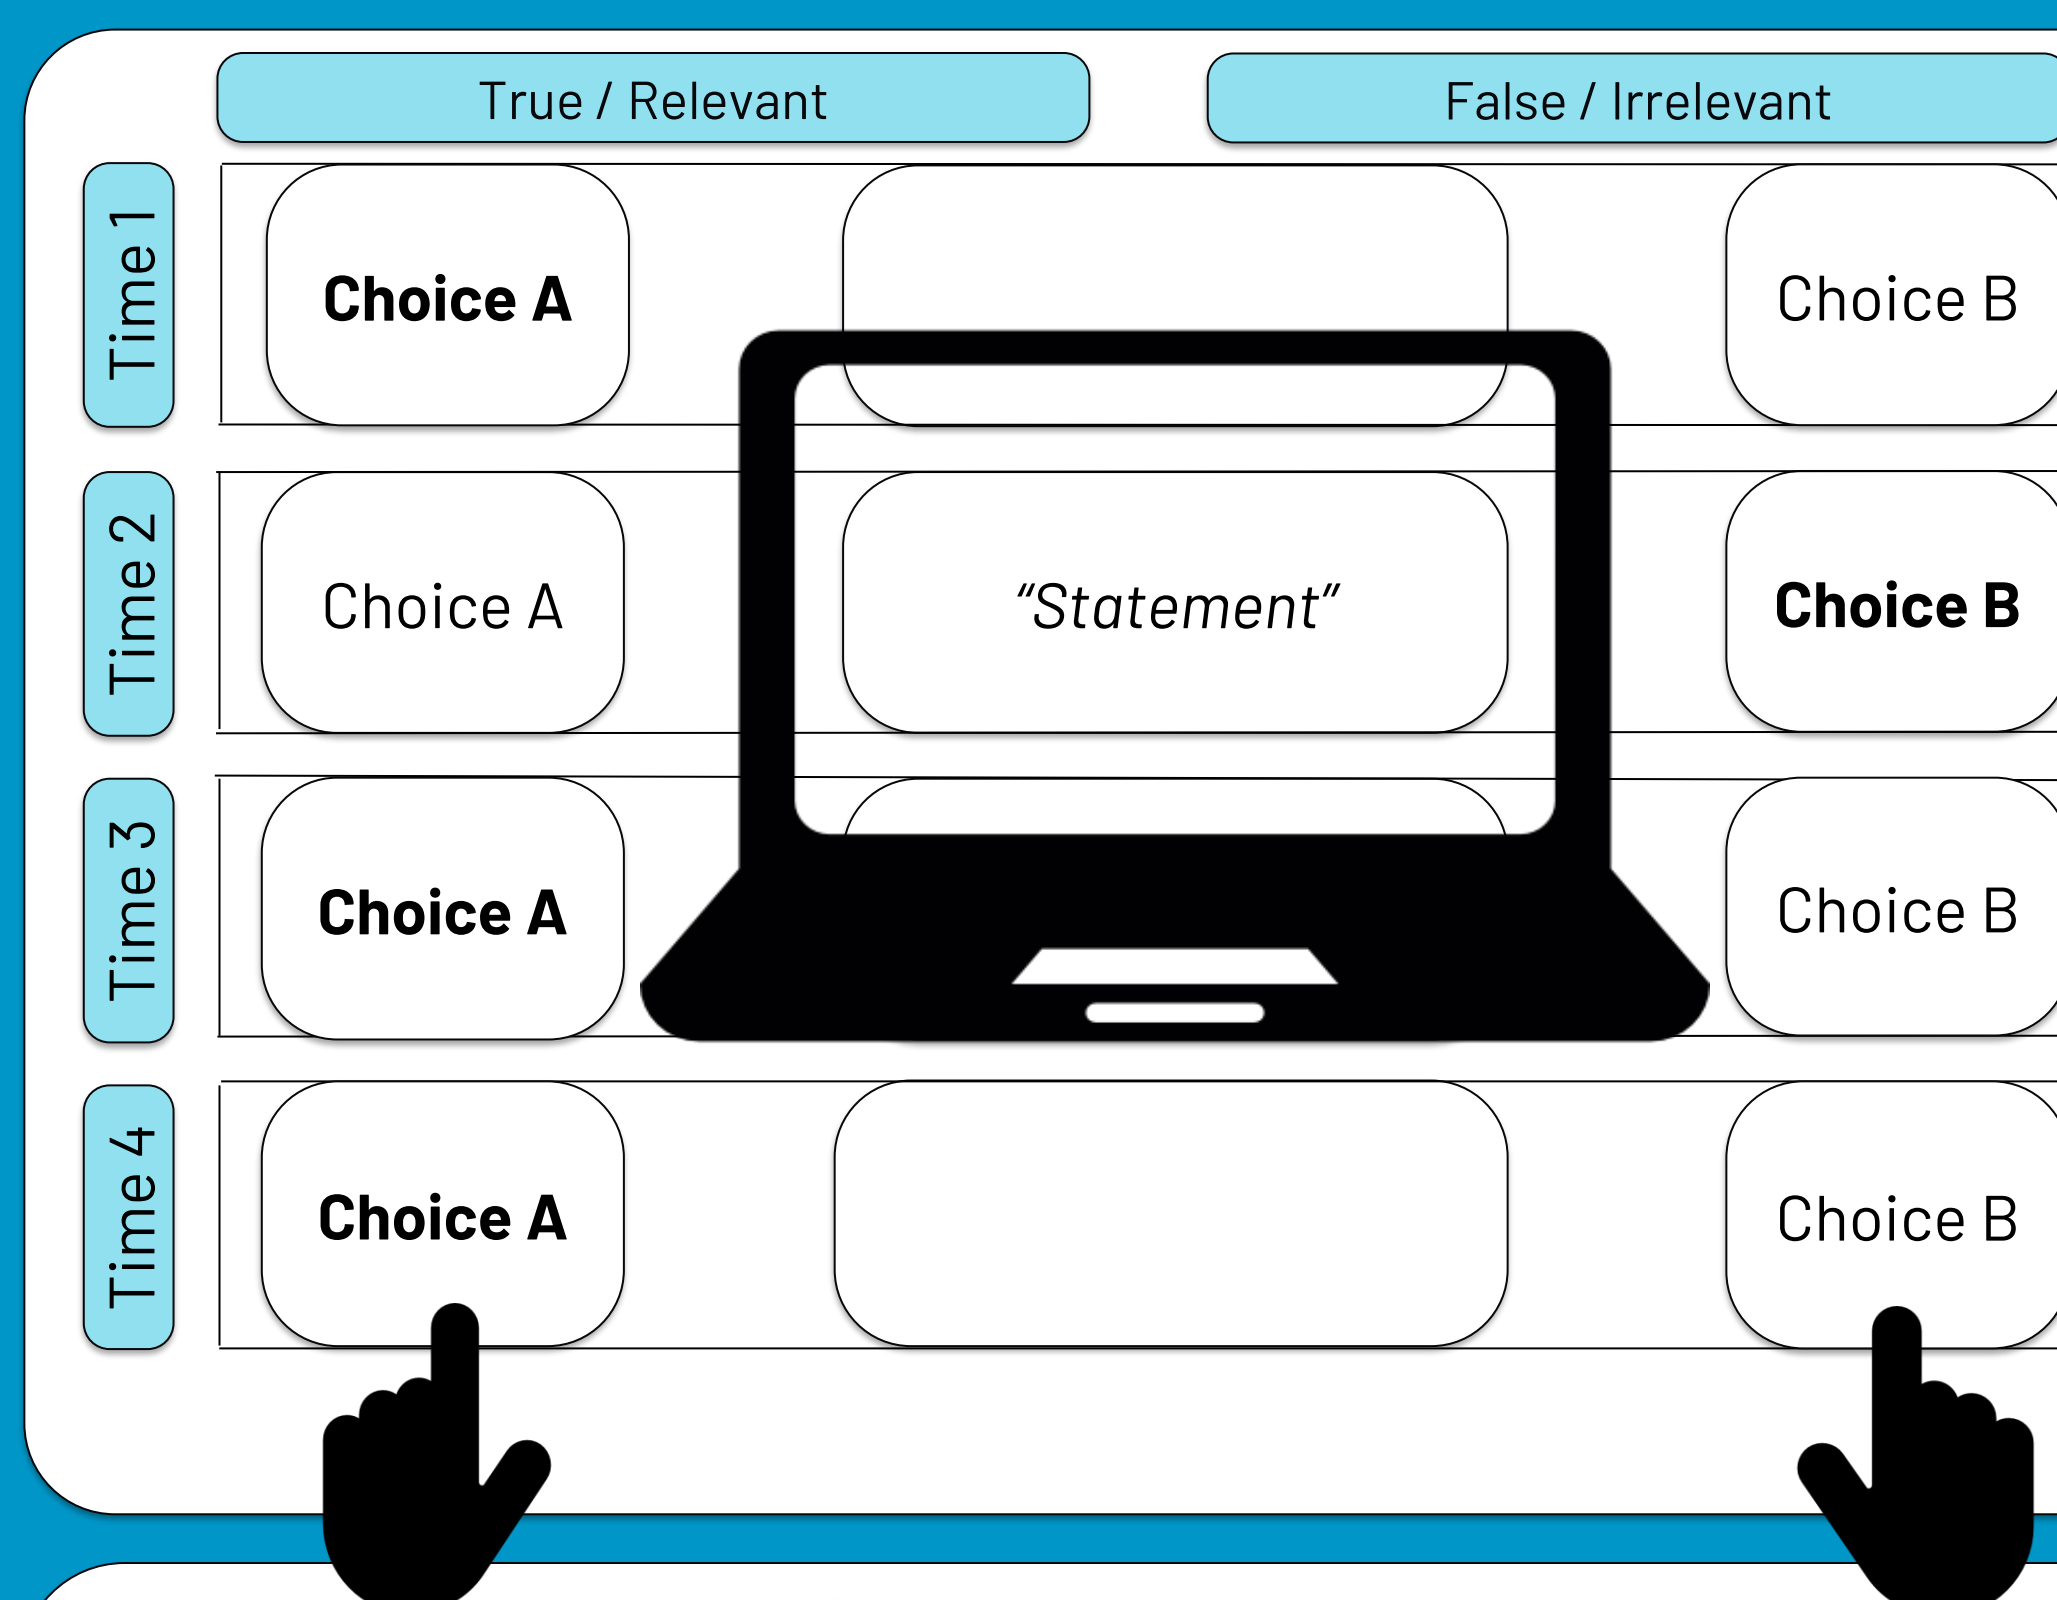 True / Relevant
False / Irrelevant
Time 1
Choice A
Choice B
Time 2
Choice A
“Statement”
Choice B
Time 3
Choice A
Choice B
Time 4
Choice A
Choice B